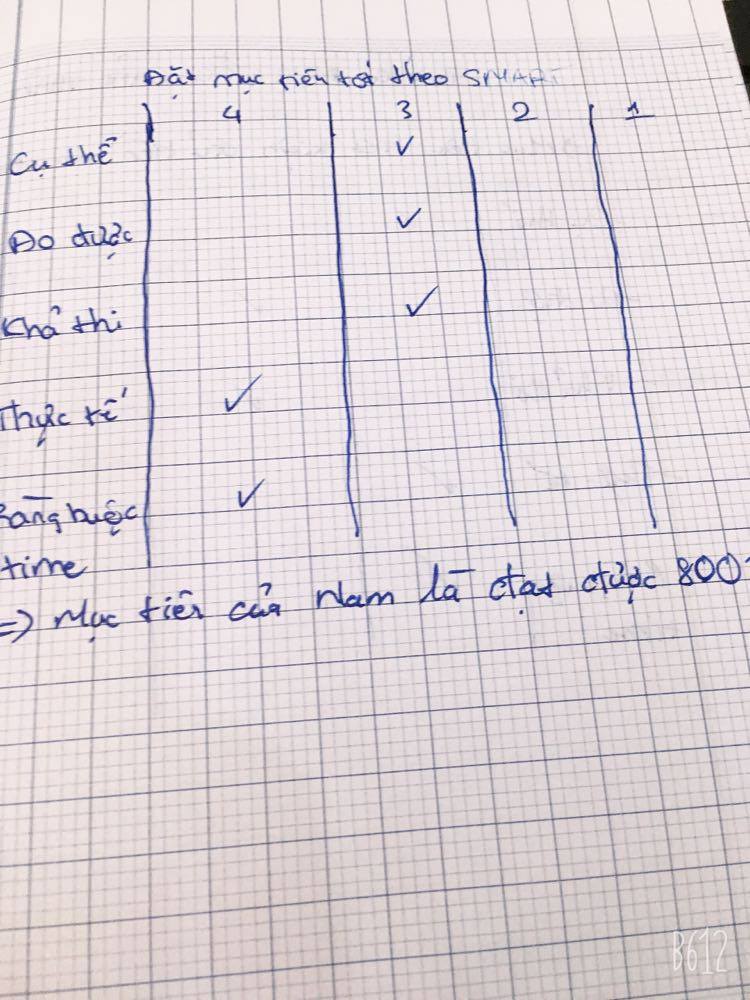 Đặt mục tiêu tốt theo SMART
4 3 2 1
Cụ thể ✓
Đo được ✓
Khả thi ✓
Thực tế ✓
Ràng buộc ✓
time
=> Mục tiêu của Nam là đạt được 800
B612